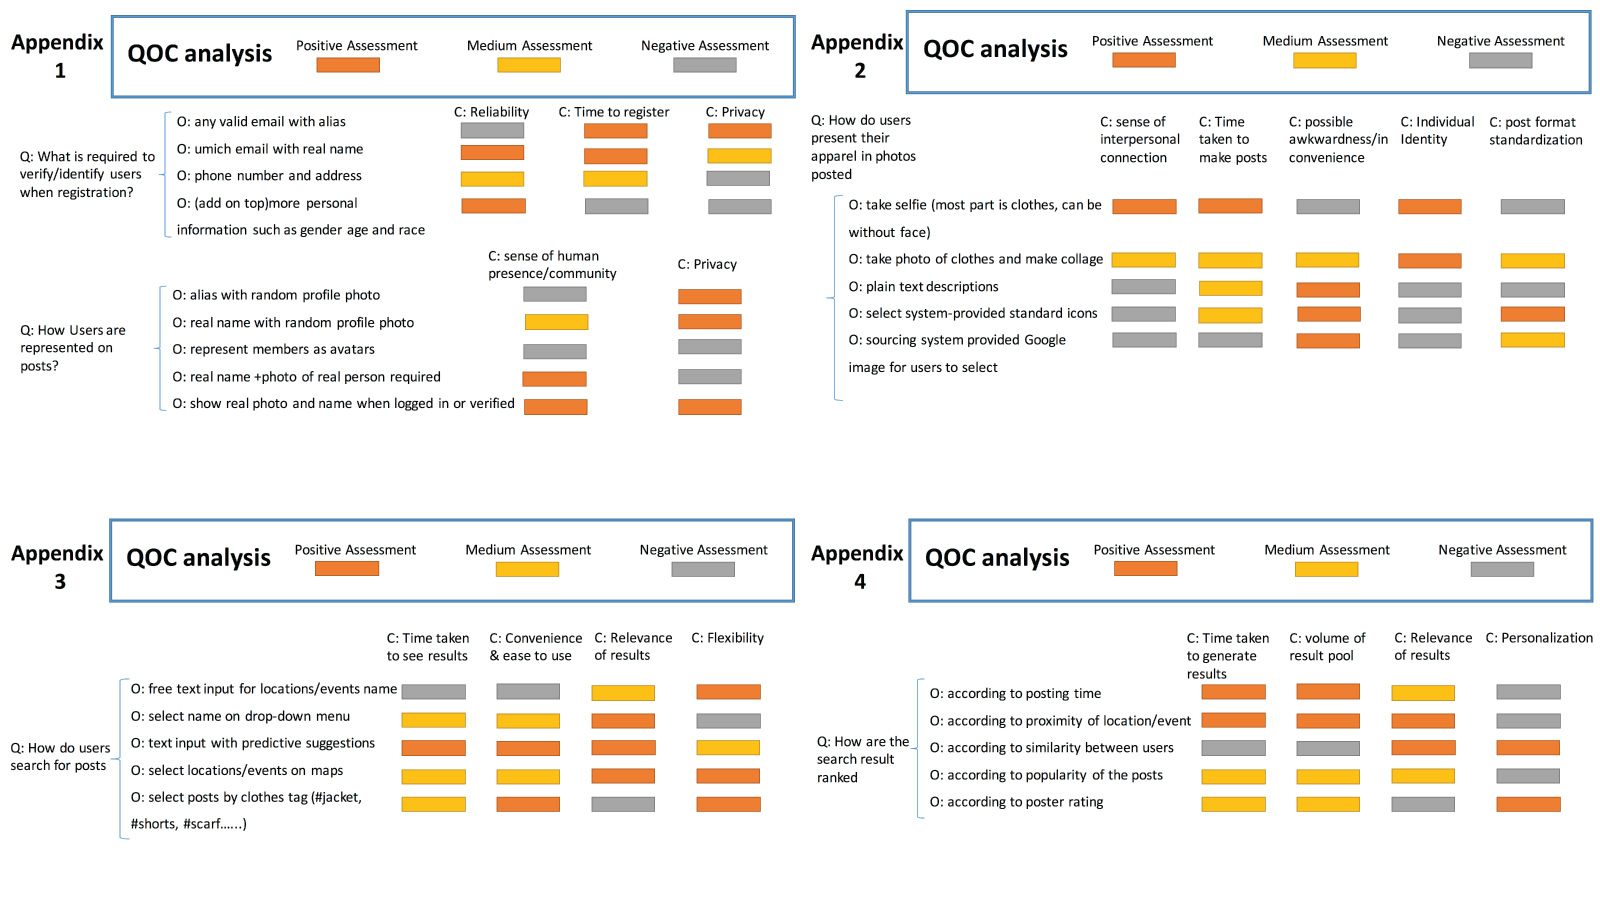 Appendix
1
QOC analysis
Positive Assessment
Medium Assessment
Negative Assessment
C: Reliability
C: Time to register
C: Privacy
Q: What is required to
verify/identify users
when registration?
O: any valid email with alias
O: umich email with real name
O: phone number and address
O: (add on top)more personal
information such as gender age and race
C: sense of human
presence/community
C: Privacy
Q: How Users are
represented on
posts?
O: alias with random profile photo
O: real name with random profile photo
O: represent members as avatars
O: real name +photo of real person required
O: show real photo and name when logged in or verified
Appendix
2
QOC analysis
Positive Assessment
Medium Assessment
Negative Assessment
Q: How do users
present their
apparel in photos
posted
C: sense of
interpersonal
connection
C: Time
taken to
make posts
C: possible
awkwardness/in
convenience
C: Individual
Identity
C: post format
standardization
O: take selfie (most part is clothes, can be
without face)
O: take photo of clothes and make collage
O: plain text descriptions
O: select system-provided standard icons
O: sourcing system provided Google
image for users to select
Appendix
3
QOC analysis
Positive Assessment
Medium Assessment
Negative Assessment
C: Time taken
to see results
C: Convenience
& ease to use
C: Relevance
of results
C: Flexibility
Q: How do users
search for posts
O: free text input for locations/events name
O: select name on drop-down menu
O: text input with predictive suggestions
O: select locations/events on maps
O: select posts by clothes tag (#jacket,
#shorts, #scarf......)
Appendix
4
QOC analysis
Positive Assessment
Medium Assessment
Negative Assessment
C: Time taken
to generate
results
C: volume of
result pool
C: Relevance
of results
C: Personalization
Q: How are the
search result
ranked
O: according to posting time
O: according to proximity of location/event
O: according to similarity between users
O: according to popularity of the posts
O: according to poster rating